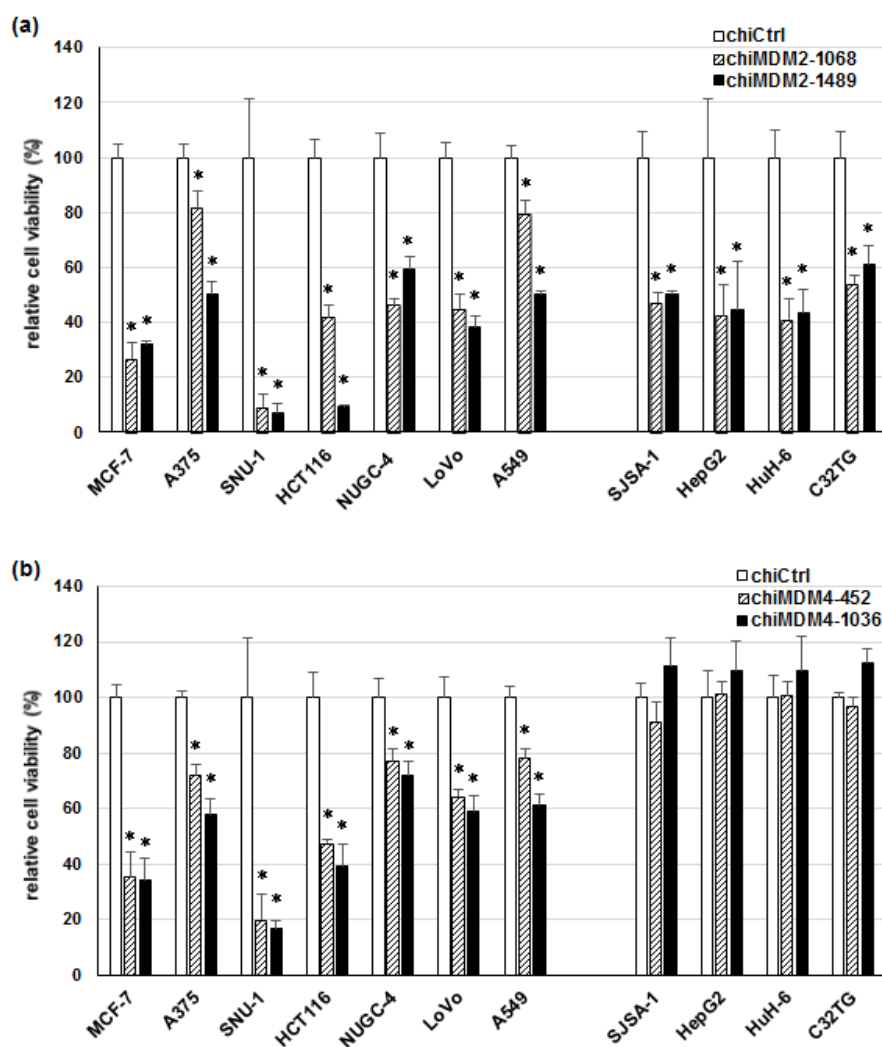 (a)
140
120
100
80
60
40
20
0
relative cell viability (%)
chiCtrl
chiMDM2-1068
chiMDM2-1489
* * * * * * * * * * * * * * * * * * * * * *
MCF-7 A375 SNU-1 HCT116 NUGC-4 LoVo A549 SJSA-1 HepG2 HuH-6 C32TG
(b)
140
120
100
80
60
40
20
0
relative cell viability (%)
chiCtrl
chiMDM4-452
chiMDM4-1036
* * * * * * * * * * * * * *
MCF-7 A375 SNU-1 HCT116 NUGC-4 LoVo A549 SJSA-1 HepG2 HuH-6 C32TG